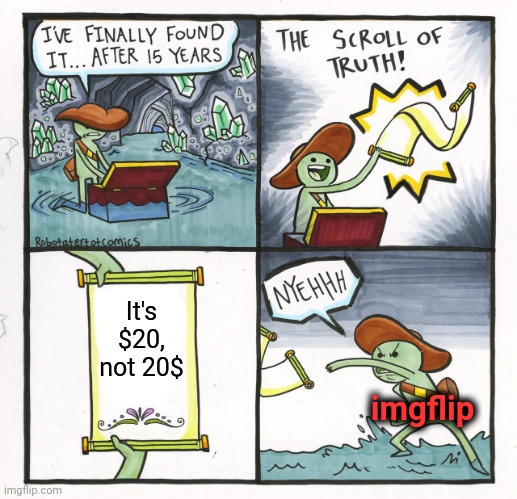 I'VE FINALLY FOUND
IT... AFTER 15 YEARS
Robotatertotcomics
THE SCROLL OF
TRUTH!
It's
$20,
not 20$
NYEHHH
imgflip
imgflip.com